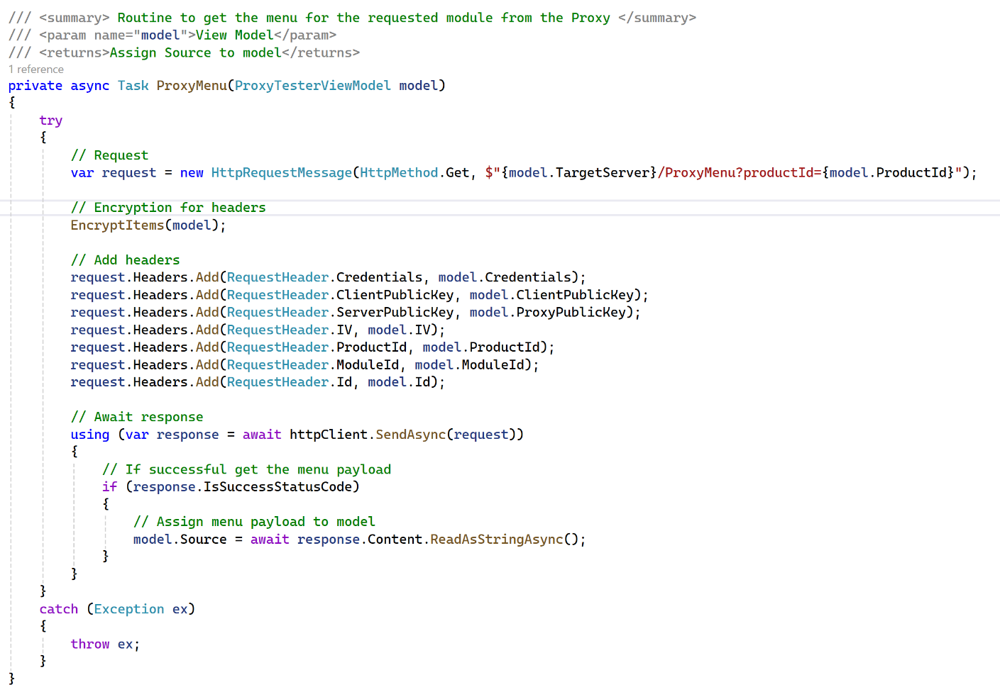 /// <summary> Routine to get the menu for the requested module from the Proxy </summary>
/// <param name="model">View Model</param>
/// <returns>Assign Source to model</returns>
1 reference
private async Task ProxyMenu(ProxyTesterViewModel model)
{
try
{
// Request
var request = new HttpRequestMessage(HttpMethod.Get, $"{model.TargetServer}/ProxyMenu?productId={model.ProductId}");
// Encryption for headers
EncryptItems(model);
// Add headers
request.Headers.Add(RequestHeader.Credentials, model.Credentials);
request.Headers.Add(RequestHeader.ClientPublicKey, model.ClientPublicKey);
request.Headers.Add(RequestHeader.ServerPublicKey, model.ProxyPublicKey);
request.Headers.Add(RequestHeader.IV, model.IV);
request.Headers.Add(RequestHeader.ProductId, model.ProductId);
request.Headers.Add(RequestHeader.ModuleId, model.ModuleId);
request.Headers.Add(RequestHeader.Id, model.Id);
// Await response
using (var response = await httpClient.SendAsync(request))
{
// If successful get the menu payload
if (response.IsSuccessStatusCode)
{
// Assign menu payload to model
model.Source = await response.Content.ReadAsStringAsync();
}
}
}
catch (Exception ex)
{
throw ex;
}
}